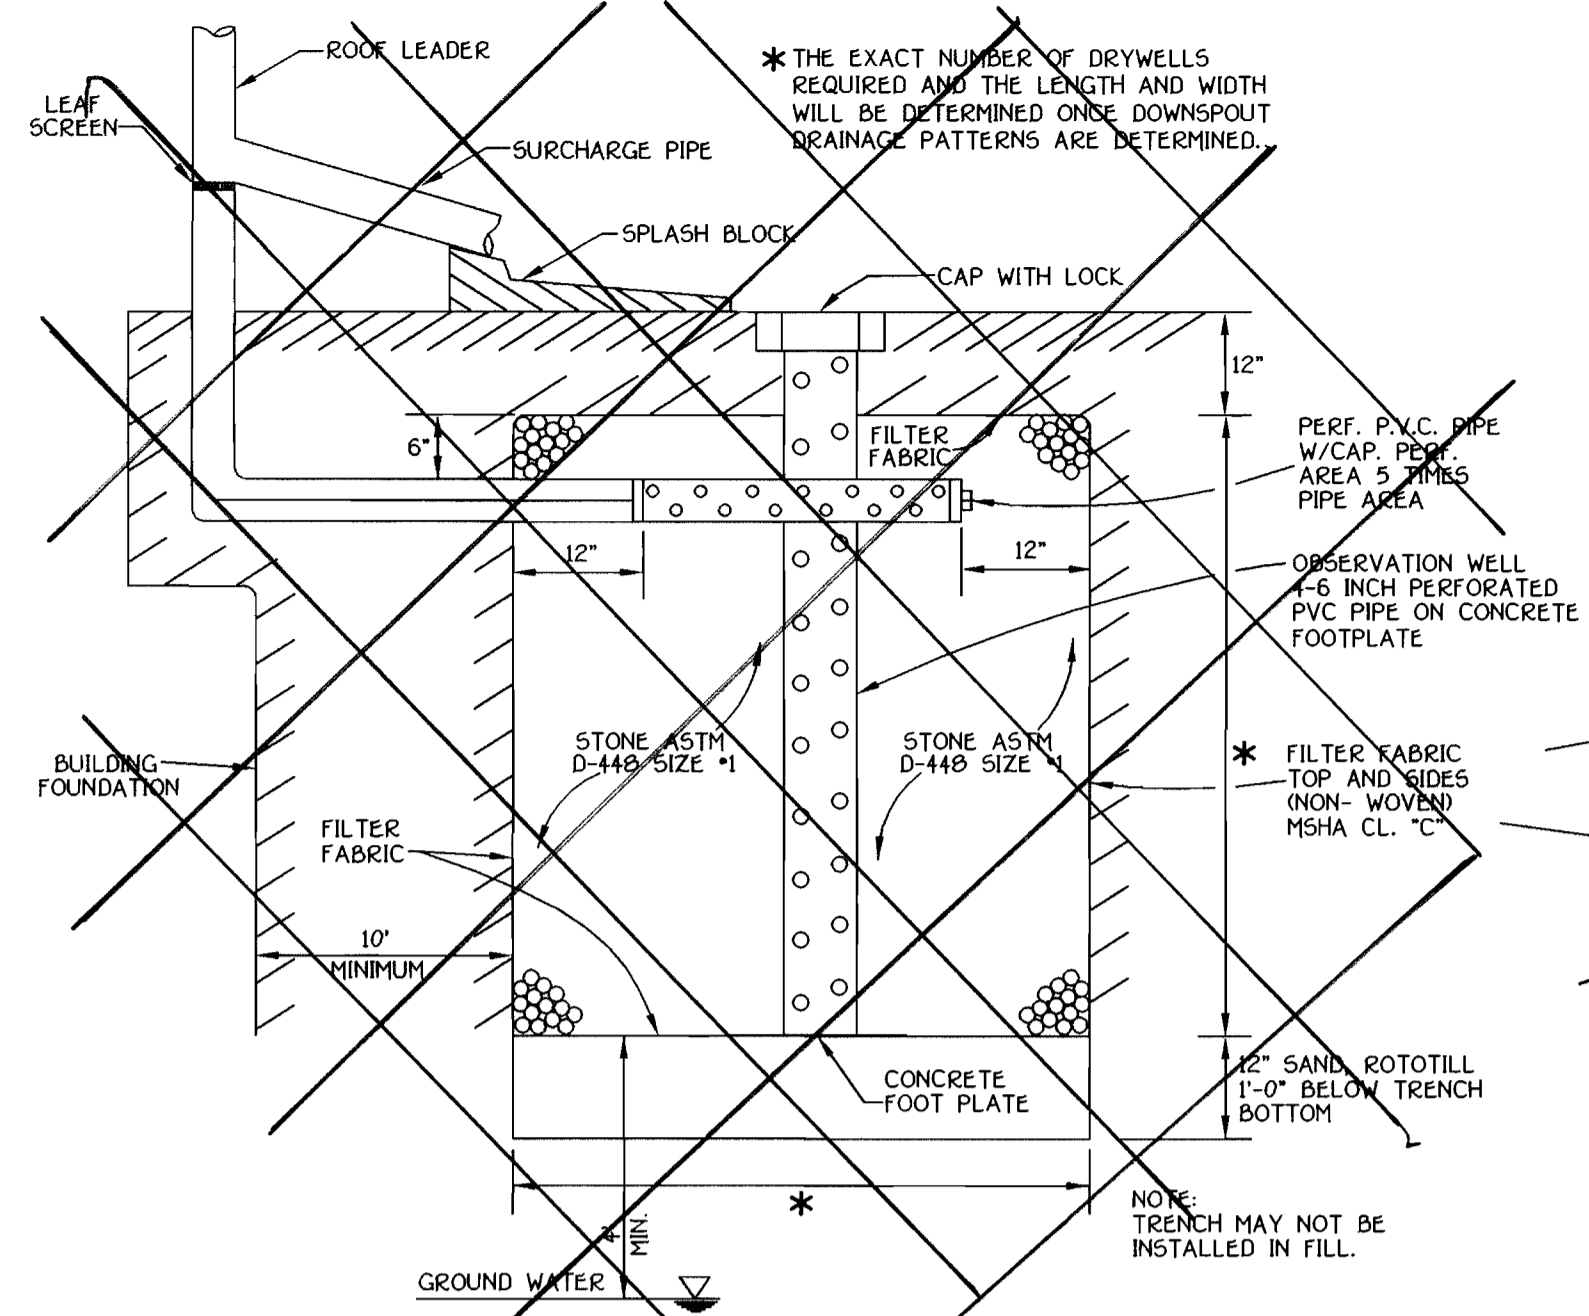 ROOF LEADER
LEAF
SCREEN
SURCHARGE PIPE
SPLASH BLOCK
* THE EXACT NUMBER OF DRYWELLS
REQUIRED AND THE LENGTH AND WIDTH
WILL BE DETERMINED ONCE DOWNSPOUT
DRAINAGE PATTERNS ARE DETERMINED.
CAP WITH LOCK
12"
6"
FILTER
FABRIC
PERF. P.V.C. PIPE
W/CAP. PERF.
AREA 5 TIMES
PIPE AREA
12"
12"
OBSERVATION WELL
4-6 INCH PERFORATED
PVC PIPE ON CONCRETE
FOOTPLATE
STONE ASTM
D-448 SIZE #1
STONE ASTM
D-448 SIZE #1
* FILTER FABRIC
TOP AND SIDES
(NON- WOVEN)
MSHA CL. "C"
BUILDING
FOUNDATION
FILTER
FABRIC
10'
MINIMUM
CONCRETE
FOOT PLATE
12" SAND, ROTOTILL
1'-0" BELOW TRENCH
BOTTOM
*
4'
MIN.
NOTE:
TRENCH MAY NOT BE
INSTALLED IN FILL.
GROUND WATER